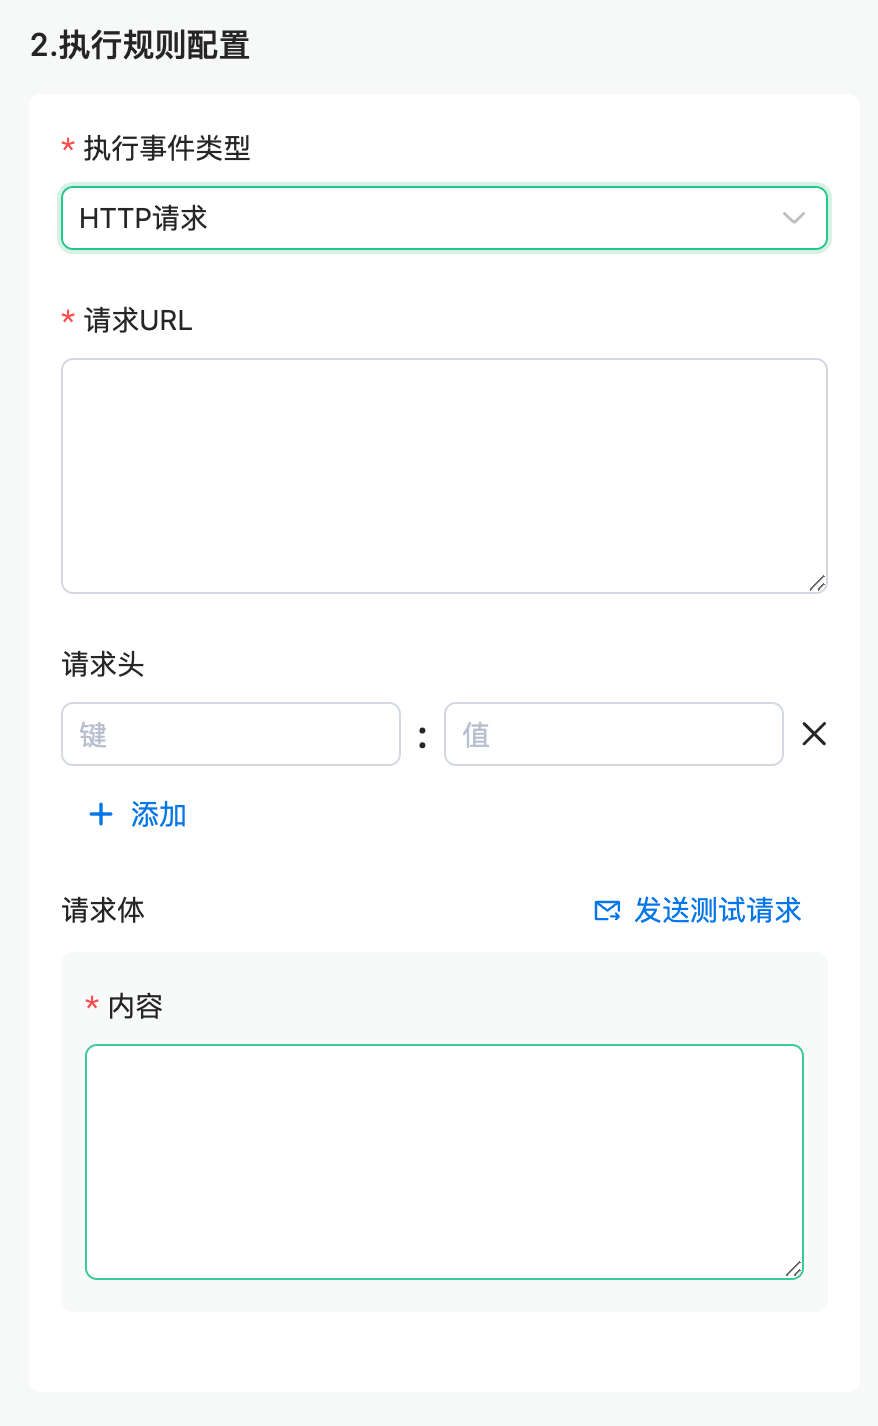 2.执行规则配置
* 执行事件类型
HTTP请求
* 请求URL
请求头
键 : 值
添加
请求体 发送测试请求
* 内容